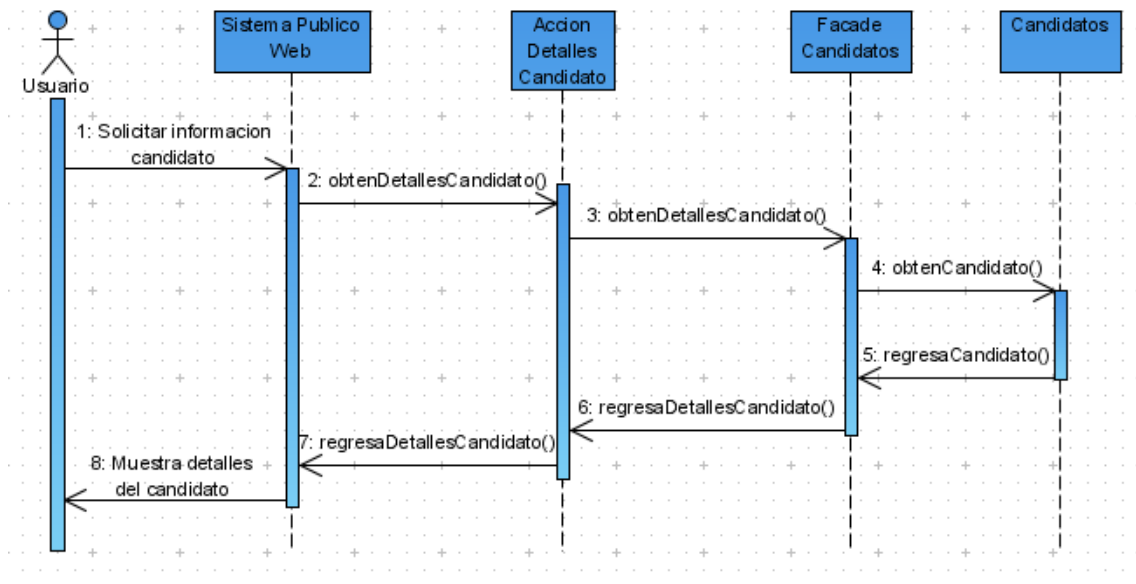 Sistema Publico
Web
Accion
Detalles
Candidato
Facade
Candidatos
Candidatos
Usuario
1: Solicitar informacion
candidato
2: obtenDetallesCandidato()
3: obtenDetallesCandidato()
4: obtenCandidato()
5: regresaCandidato()
6: regresaDetallesCandidato()
7: regresaDetallesCandidato()
8: Muestra detalles
del candidato